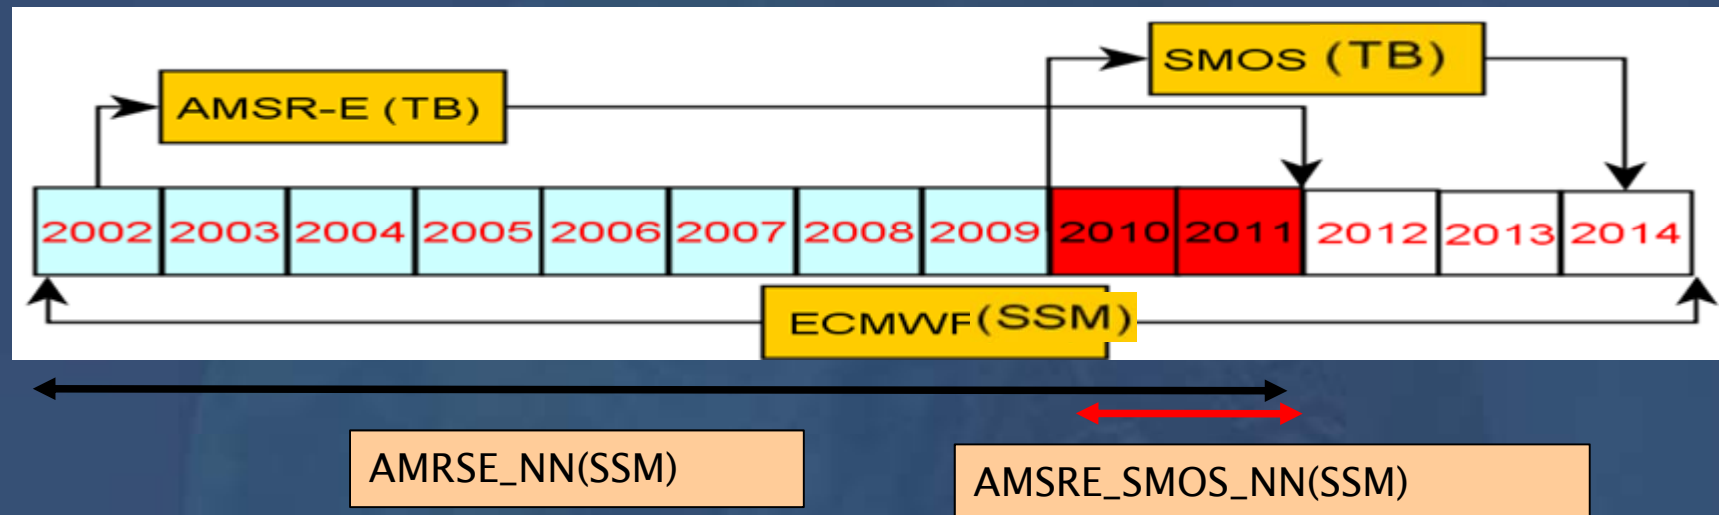 SMOS (TB)
AMSR-E (TB)
2002 2003 2004 2005 2006 2007 2008 2009 2010 2011 2012 2013 2014
ECMWF(SSM)
AMRSE_NN(SSM)
AMSRE_SMOS_NN(SSM)